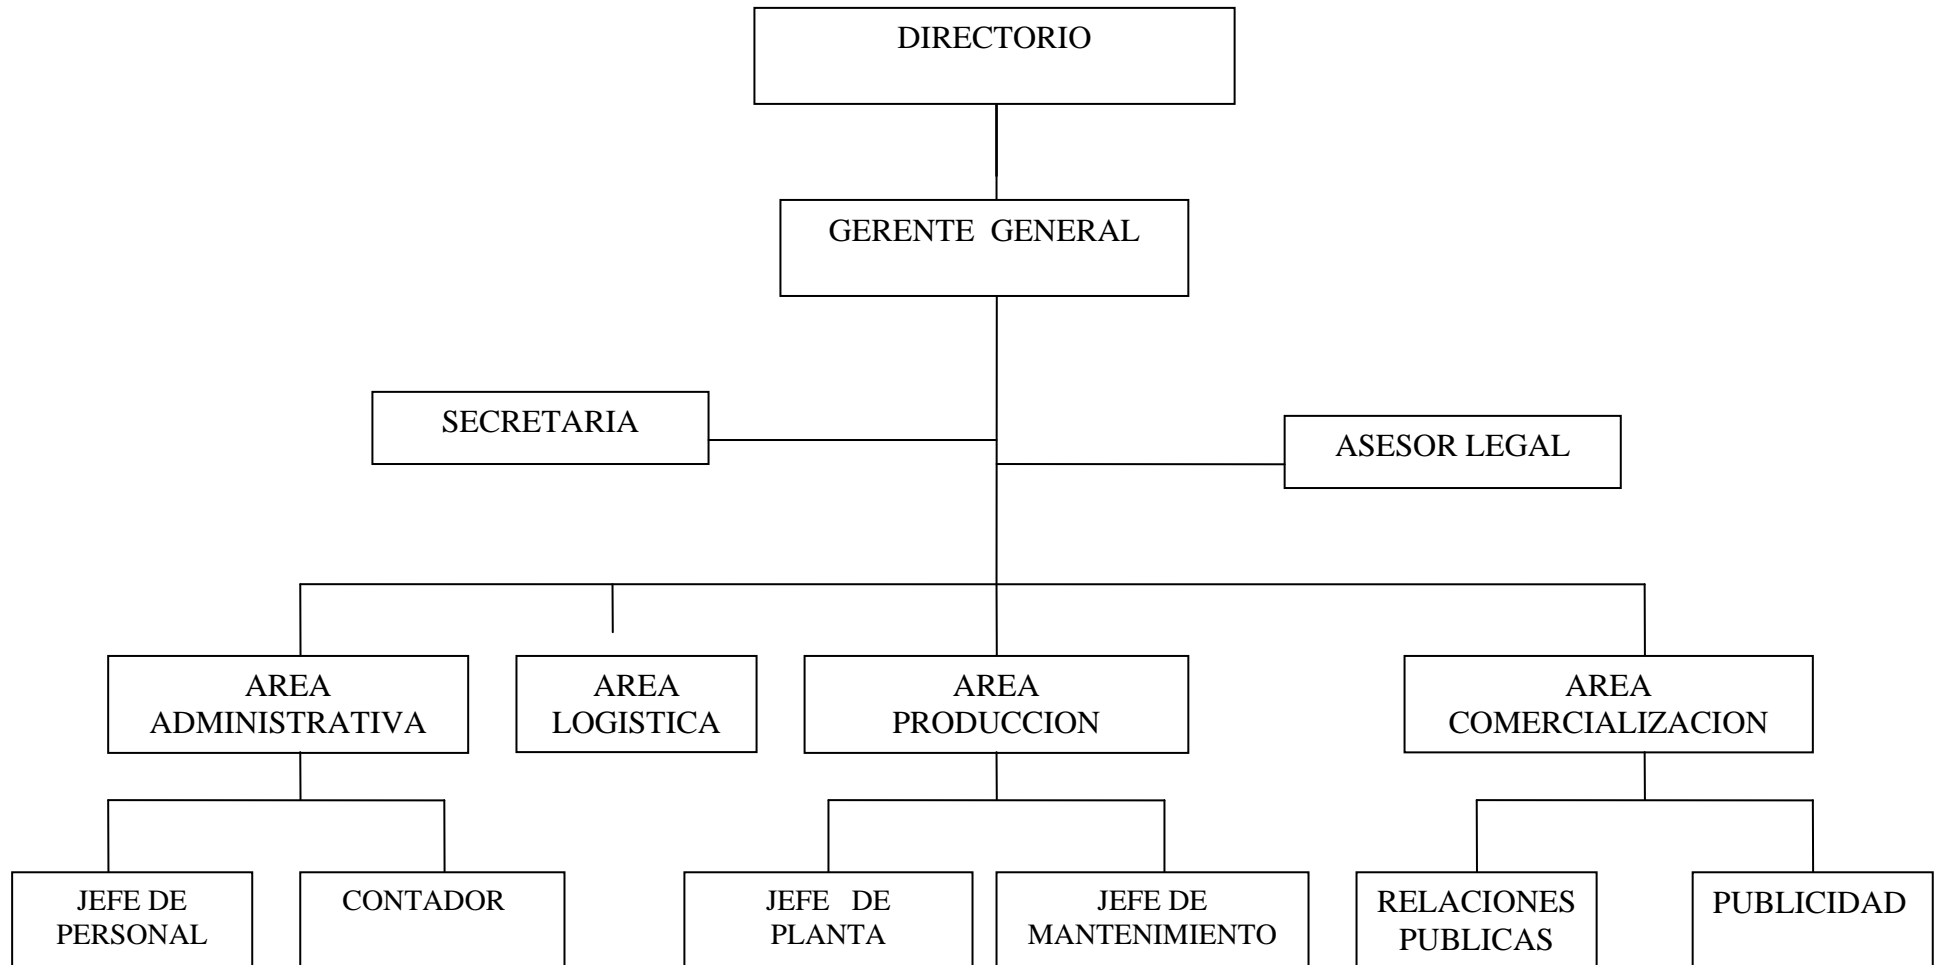 DIRECTORIO
GERENTE GENERAL
SECRETARIA
ASESOR LEGAL
AREA
ADMINISTRATIVA
AREA
LOGISTICA
AREA
PRODUCCION
AREA
COMERCIALIZACION
JEFE DE
PERSONAL
CONTADOR
JEFE DE
PLANTA
JEFE DE
MANTENIMIENTO
RELACIONES
PUBLICAS
PUBLICIDAD